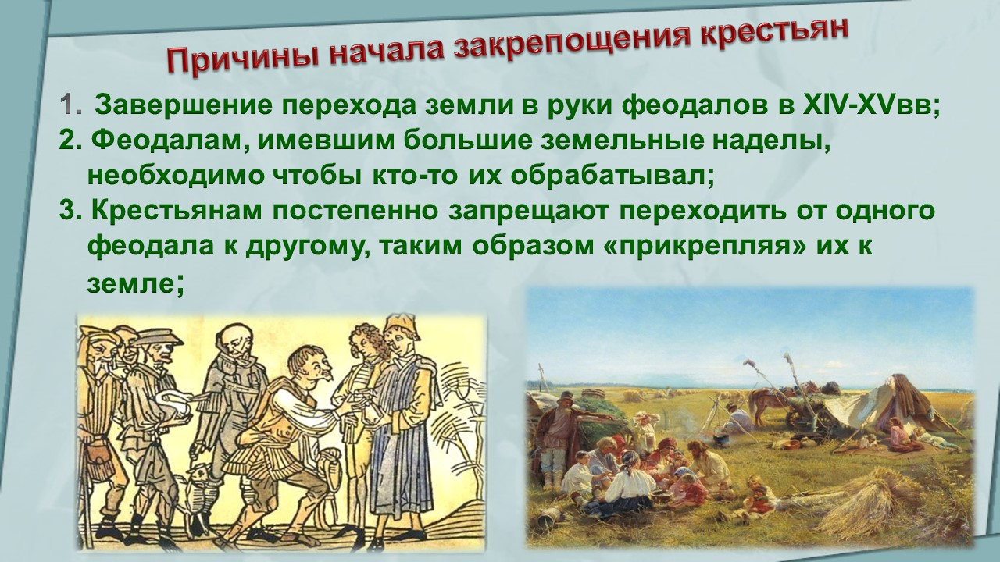 Причины начала закрепощения крестьян
1. Завершение перехода земли в руки феодалов в XIV-XVвв;
2. Феодалам, имевшим большие земельные наделы,
необходимо чтобы кто-то их обрабатывал;
3. Крестьянам постепенно запрещают переходить от одного
феодала к другому, таким образом «прикрепляя» их к
земле;